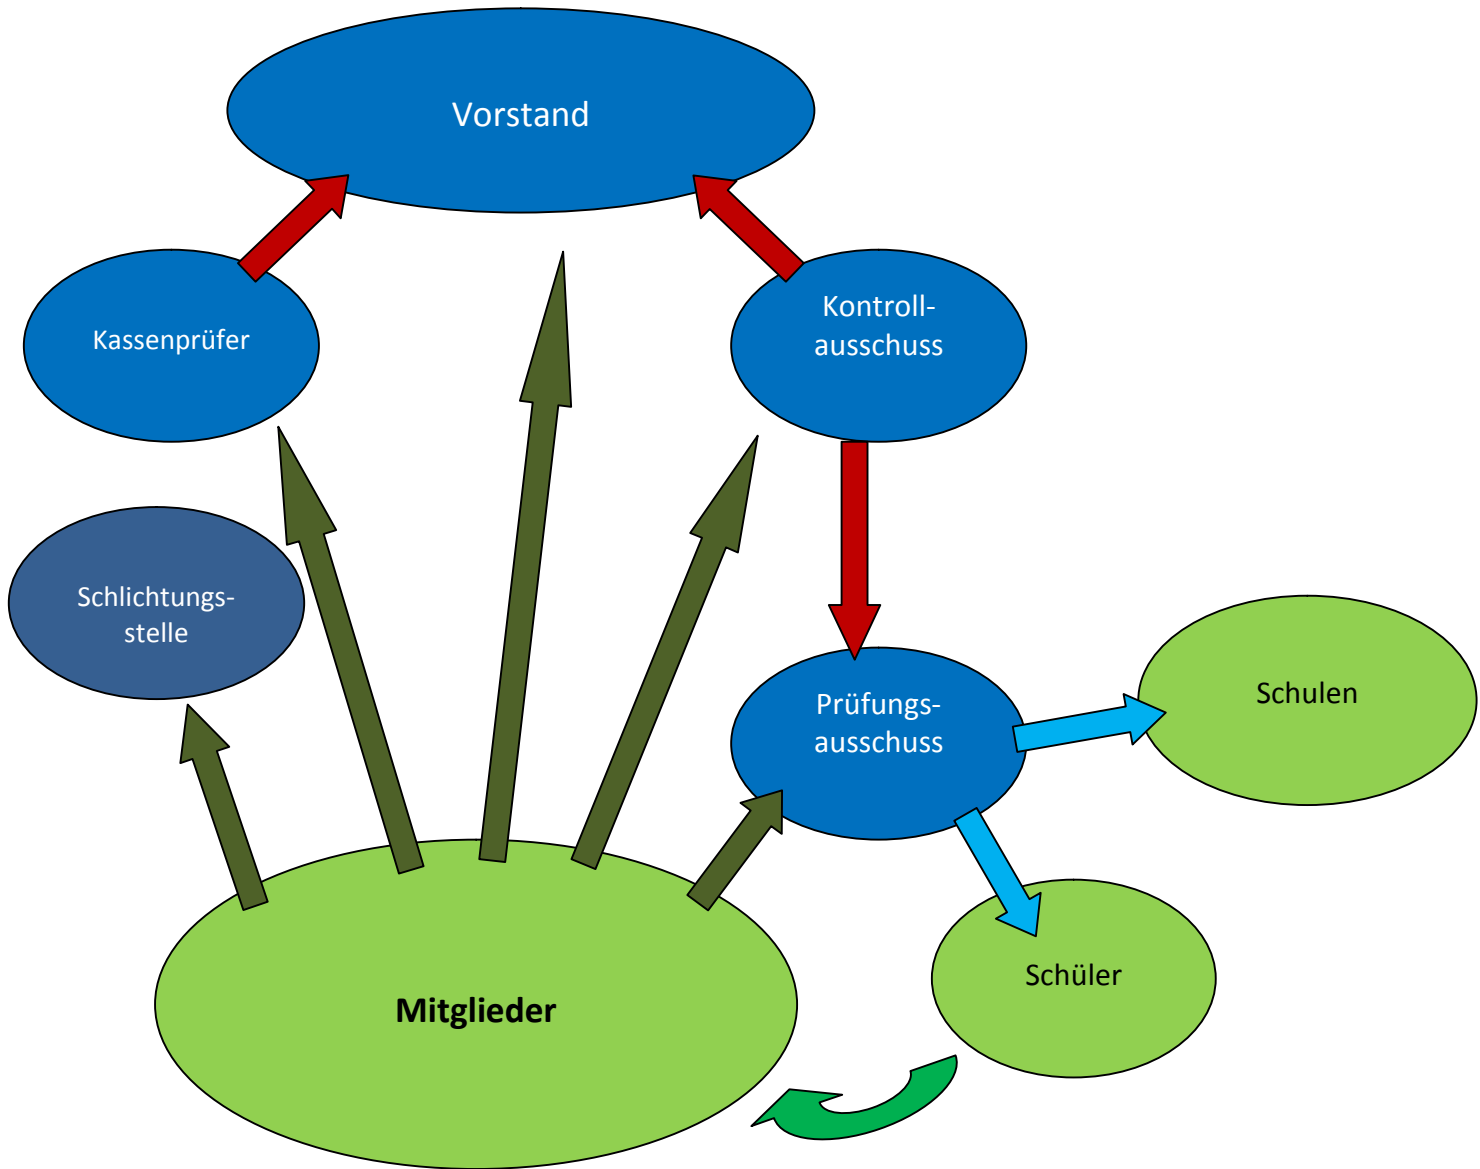 Vorstand
Kassenprüfer
Kontroll-
ausschuss
Schlichtungs-
stelle
Prüfungs-
ausschuss
Schulen
Schüler
Mitglieder